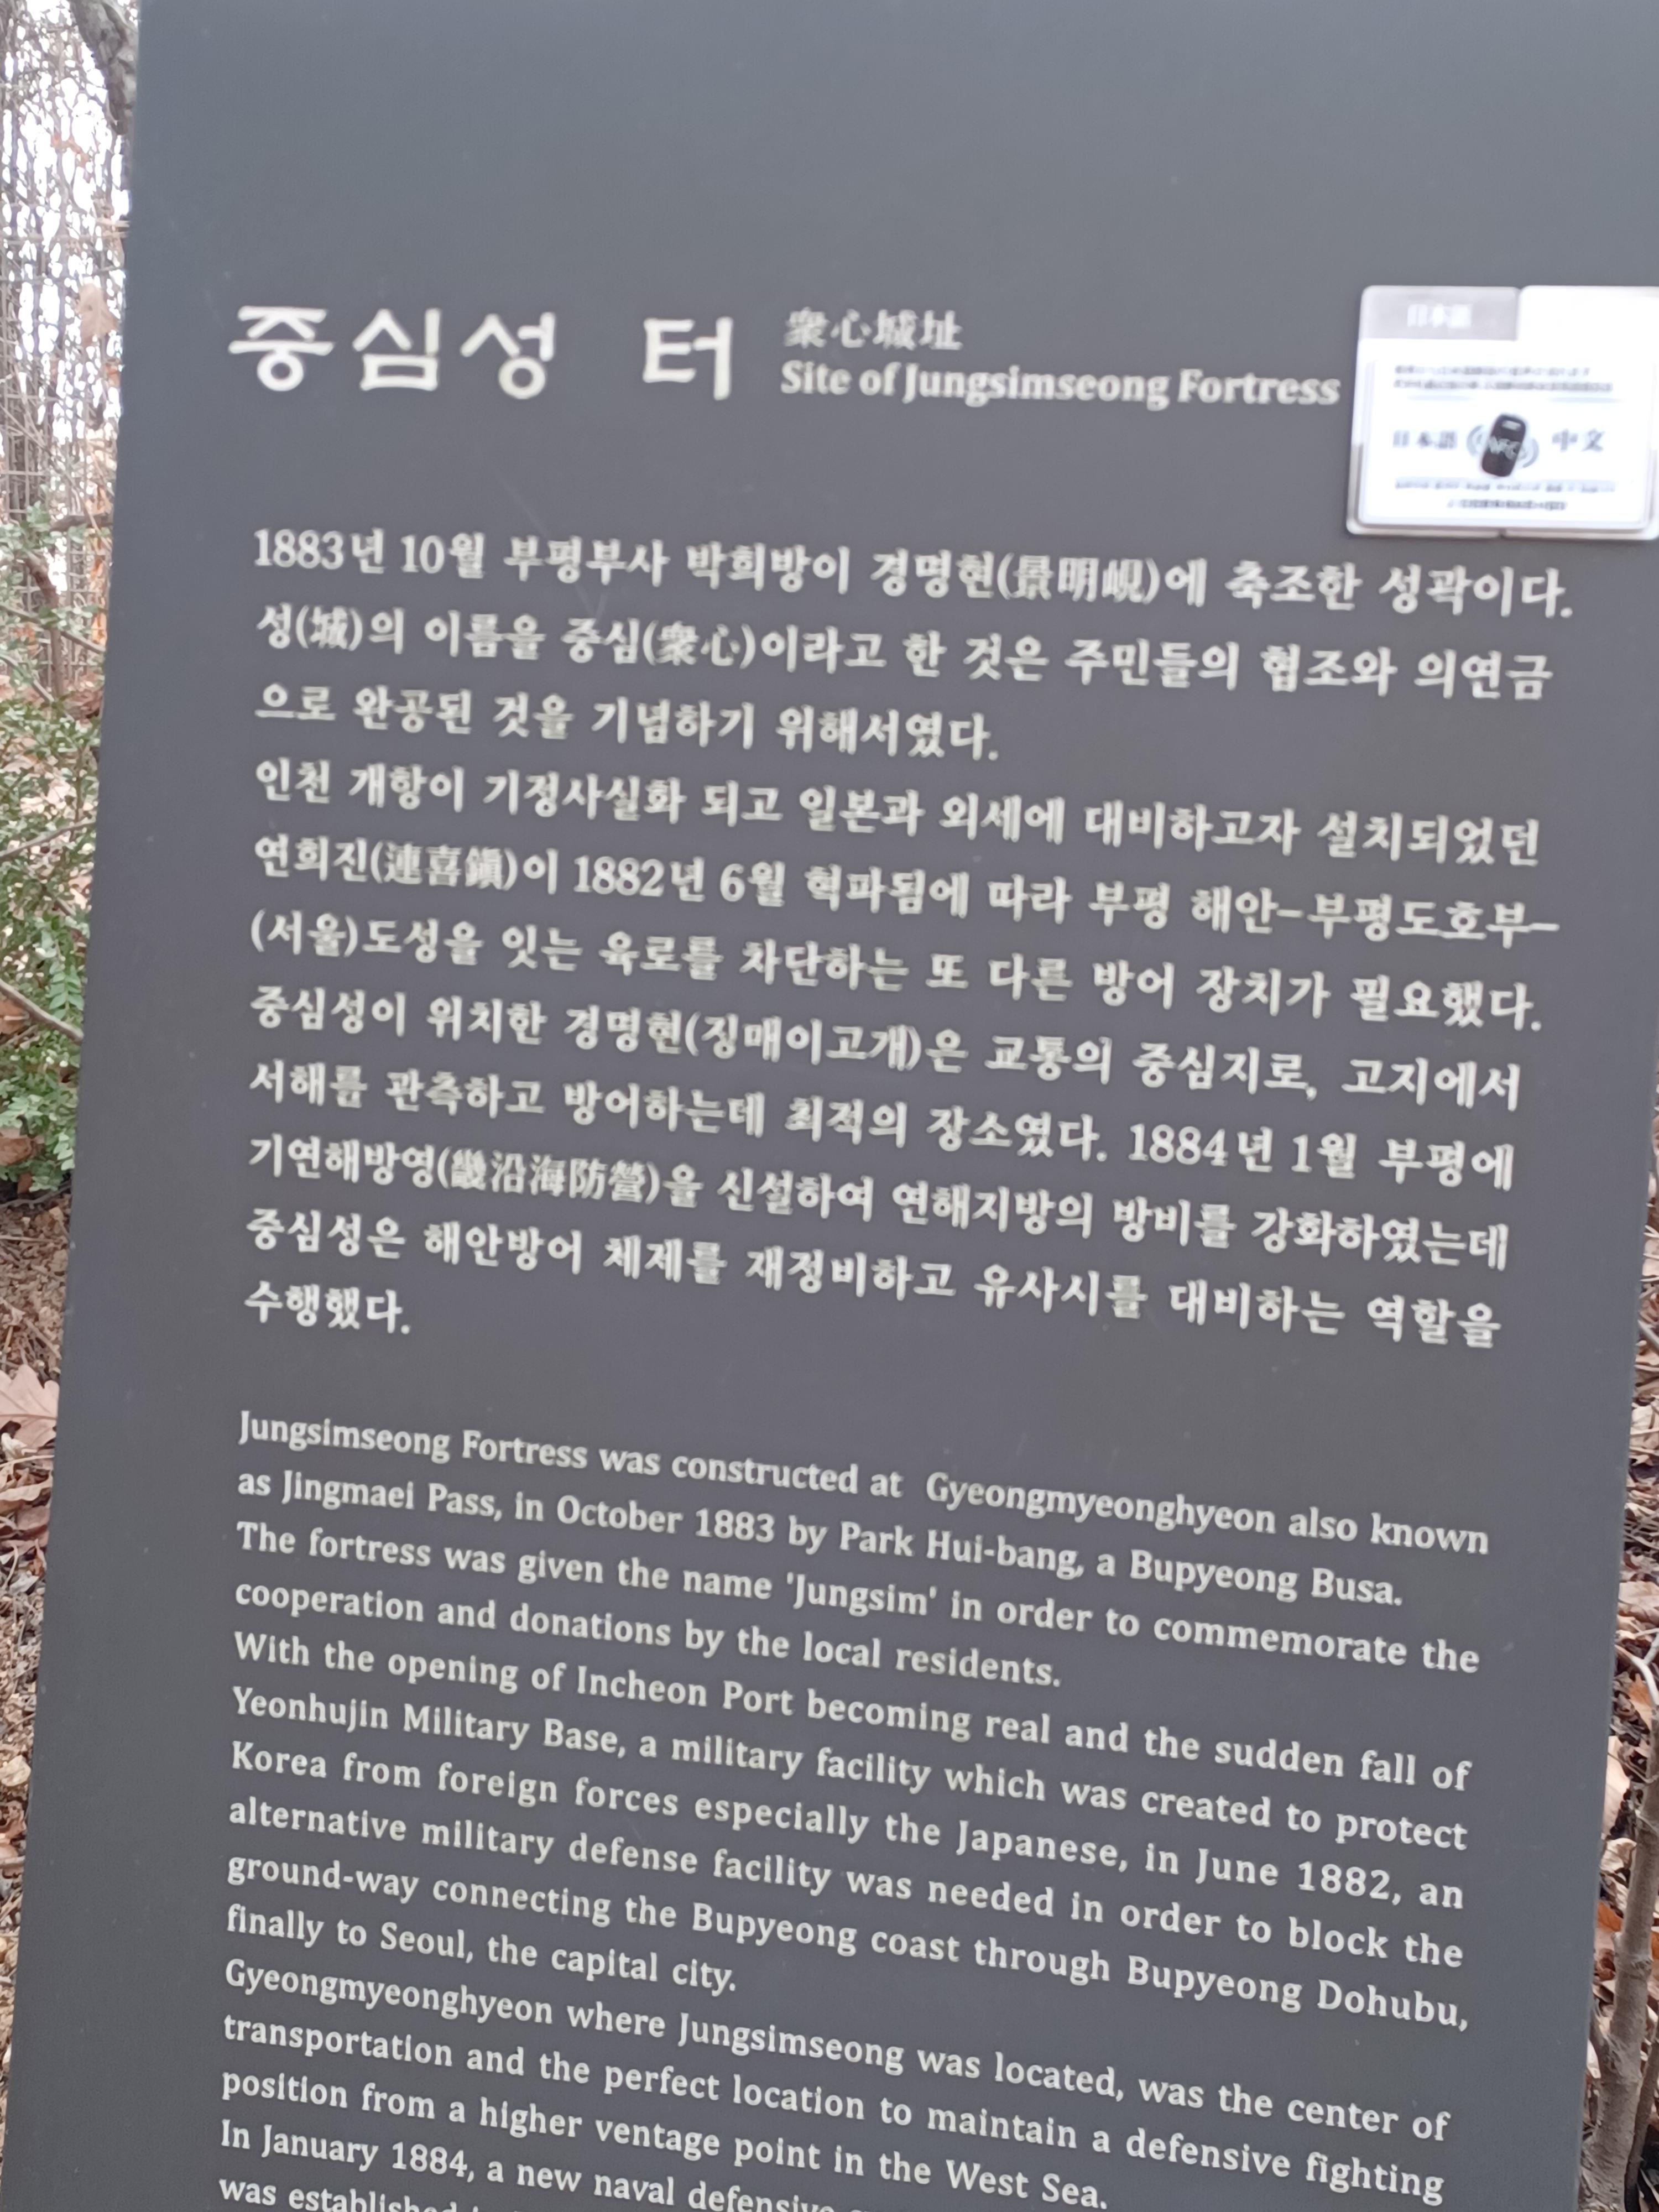 중심성 터
衆心城址
Site of Jungsimseong Fortress
日本語
日本語 NFC 中文
1883년 10월 부평부사 박희방이 경명현(景明峴)에 축조한 성곽이다.
성(城)의 이름을 중심(衆心)이라고 한 것은 주민들의 협조와 의연금
으로 완공된 것을 기념하기 위해서였다.
인천 개항이 기정사실화 되고 일본과 외세에 대비하고자 설치되었던
연희진(連喜鎭)이 1882년 6월 혁파됨에 따라 부평 해안-부평도호부-
(서울)도성을 잇는 육로를 차단하는 또 다른 방어 장치가 필요했다.
중심성이 위치한 경명현(징매이고개)은 교통의 중심지로, 고지에서
서해를 관측하고 방어하는데 최적의 장소였다. 1884년 1월 부평에
기연해방영(畿沿海防營)을 신설하여 연해지방의 방비를 강화하였는데
중심성은 해안방어 체제를 재정비하고 유사시를 대비하는 역할을
수행했다.
Jungsimseong Fortress was constructed at Gyeongmyeonghyeon also known
as Jingmaei Pass, in October 1883 by Park Hui-bang, a Bupyeong Busa.
The fortress was given the name 'Jungsim' in order to commemorate the
cooperation and donations by the local residents.
With the opening of Incheon Port becoming real and the sudden fall of
Yeonhujin Military Base, a military facility which was created to protect
Korea from foreign forces especially the Japanese, in June 1882, an
alternative military defense facility was needed in order to block the
ground-way connecting the Bupyeong coast through Bupyeong Dohubu,
finally to Seoul, the capital city.
Gyeongmyeonghyeon where Jungsimseong was located, was the center of
transportation and the perfect location to maintain a defensive fighting
position from a higher ventage point in the West Sea.
In January 1884, a new naval defensive
was established